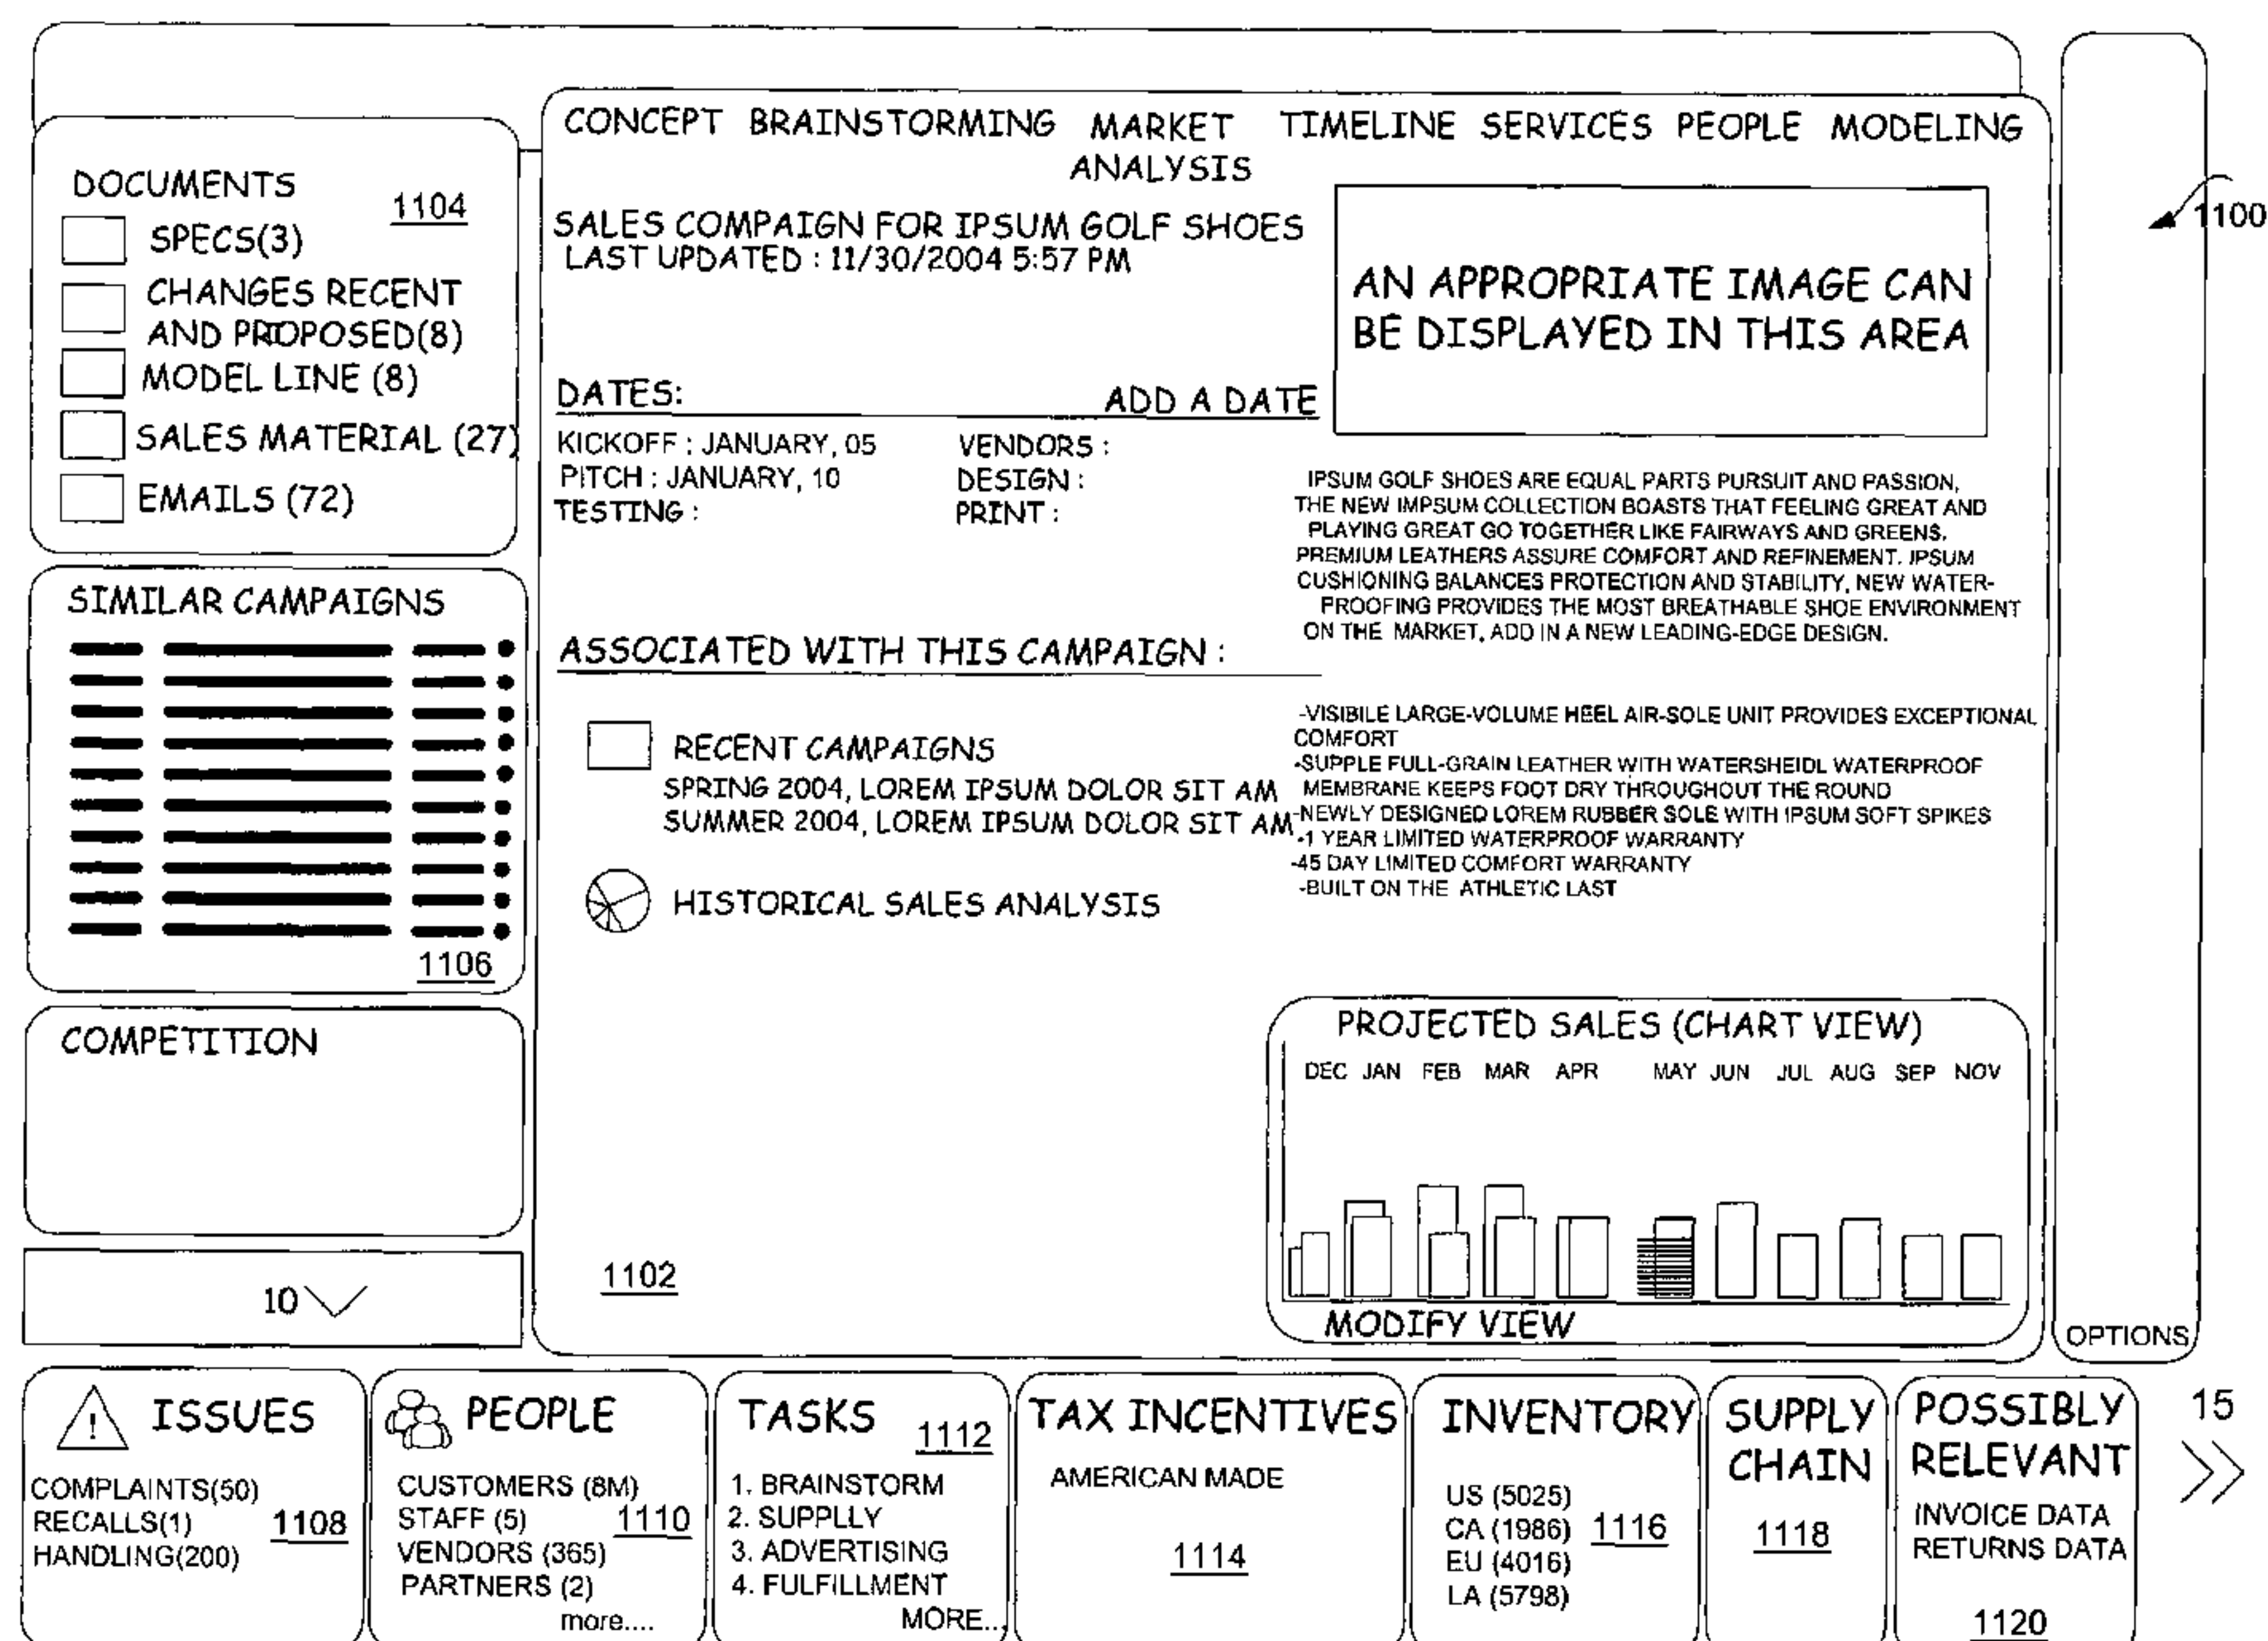 CONCEPT BRAINSTORMING MARKET TIMELINE SERVICES PEOPLE MODELING
ANALYSIS
DOCUMENTS
1104
SPECS(3)
CHANGES RECENT
AND PROPOSED(8)
MODEL LINE (8)
SALES MATERIAL (27)
EMAILS (72)
SIMILAR CAMPAIGNS
1106
COMPETITION
10
SALES COMPAIGN FOR IPSUM GOLF SHOES
LAST UPDATED : 11/30/2004 5:57 PM
DATES: ADD A DATE
KICKOFF : JANUARY, 05 VENDORS :
PITCH : JANUARY, 10 DESIGN :
TESTING : PRINT :
ASSOCIATED WITH THIS CAMPAIGN :
RECENT CAMPAIGNS
SPRING 2004, LOREM IPSUM DOLOR SIT AM
SUMMER 2004, LOREM IPSUM DOLOR SIT AM
HISTORICAL SALES ANALYSIS
1102
AN APPROPRIATE IMAGE CAN
BE DISPLAYED IN THIS AREA
IPSUM GOLF SHOES ARE EQUAL PARTS PURSUIT AND PASSION,
THE NEW IMPSUM COLLECTION BOASTS THAT FEELING GREAT AND
PLAYING GREAT GO TOGETHER LIKE FAIRWAYS AND GREENS.
PREMIUM LEATHERS ASSURE COMFORT AND REFINEMENT. IPSUM
CUSHIONING BALANCES PROTECTION AND STABILITY, NEW WATER-
PROOFING PROVIDES THE MOST BREATHABLE SHOE ENVIRONMENT
ON THE MARKET, ADD IN A NEW LEADING-EDGE DESIGN.
-VISIBILE LARGE-VOLUME HEEL AIR-SOLE UNIT PROVIDES EXCEPTIONAL
COMFORT
-SUPPLE FULL-GRAIN LEATHER WITH WATERSHEIDL WATERPROOF
MEMBRANE KEEPS FOOT DRY THROUGHOUT THE ROUND
-NEWLY DESIGNED LOREM RUBBER SOLE WITH IPSUM SOFT SPIKES
-1 YEAR LIMITED WATERPROOF WARRANTY
-45 DAY LIMITED COMFORT WARRANTY
-BUILT ON THE ATHLETIC LAST
PROJECTED SALES (CHART VIEW)
DEC JAN FEB MAR APR MAY JUN JUL AUG SEP NOV
MODIFY VIEW
1100
OPTIONS
ISSUES
COMPLAINTS(50)
RECALLS(1)
HANDLING(200)
1108
PEOPLE
CUSTOMERS (8M)
STAFF (5)
VENDORS (365)
PARTNERS (2)
more....
1110
TASKS
1112
1. BRAINSTORM
2. SUPPLLY
3. ADVERTISING
4. FULFILLMENT
MORE...
TAX INCENTIVES
AMERICAN MADE
1114
INVENTORY
US (5025)
CA (1986)
EU (4016)
LA (5798)
1116
SUPPLY
CHAIN
1118
POSSIBLY
RELEVANT
INVOICE DATA
RETURNS DATA
1120
15